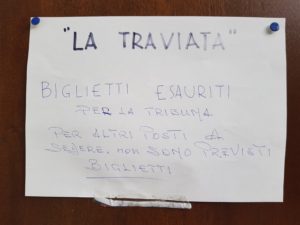 "LA TRAVIATA"
BIGLIETTI ESAURITI
PER LA TRIBUNA
PER ALTRI POSTI A
SEDERE, NON SONO PREVISTI
BIGLIETTI